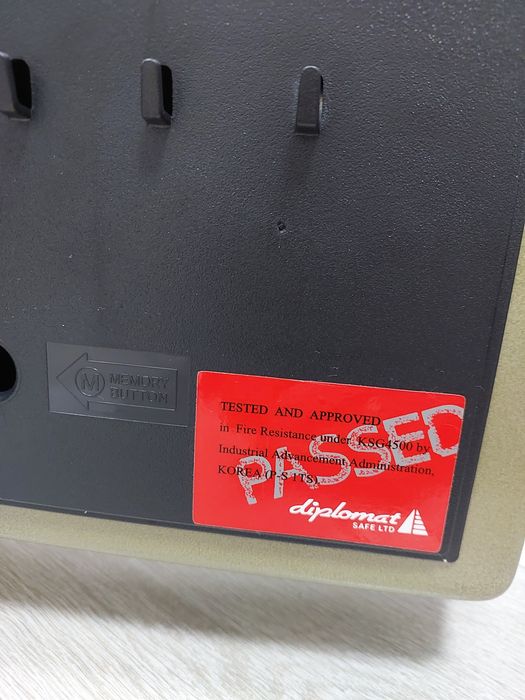 M MEMORY
BUTTON
TESTED AND APPROVED
in Fire Resistance under KSG4500 by
Industrial Advancement Administration,
KOREA (P-S 1TS)
PASSED
diplomat
SAFE LTD